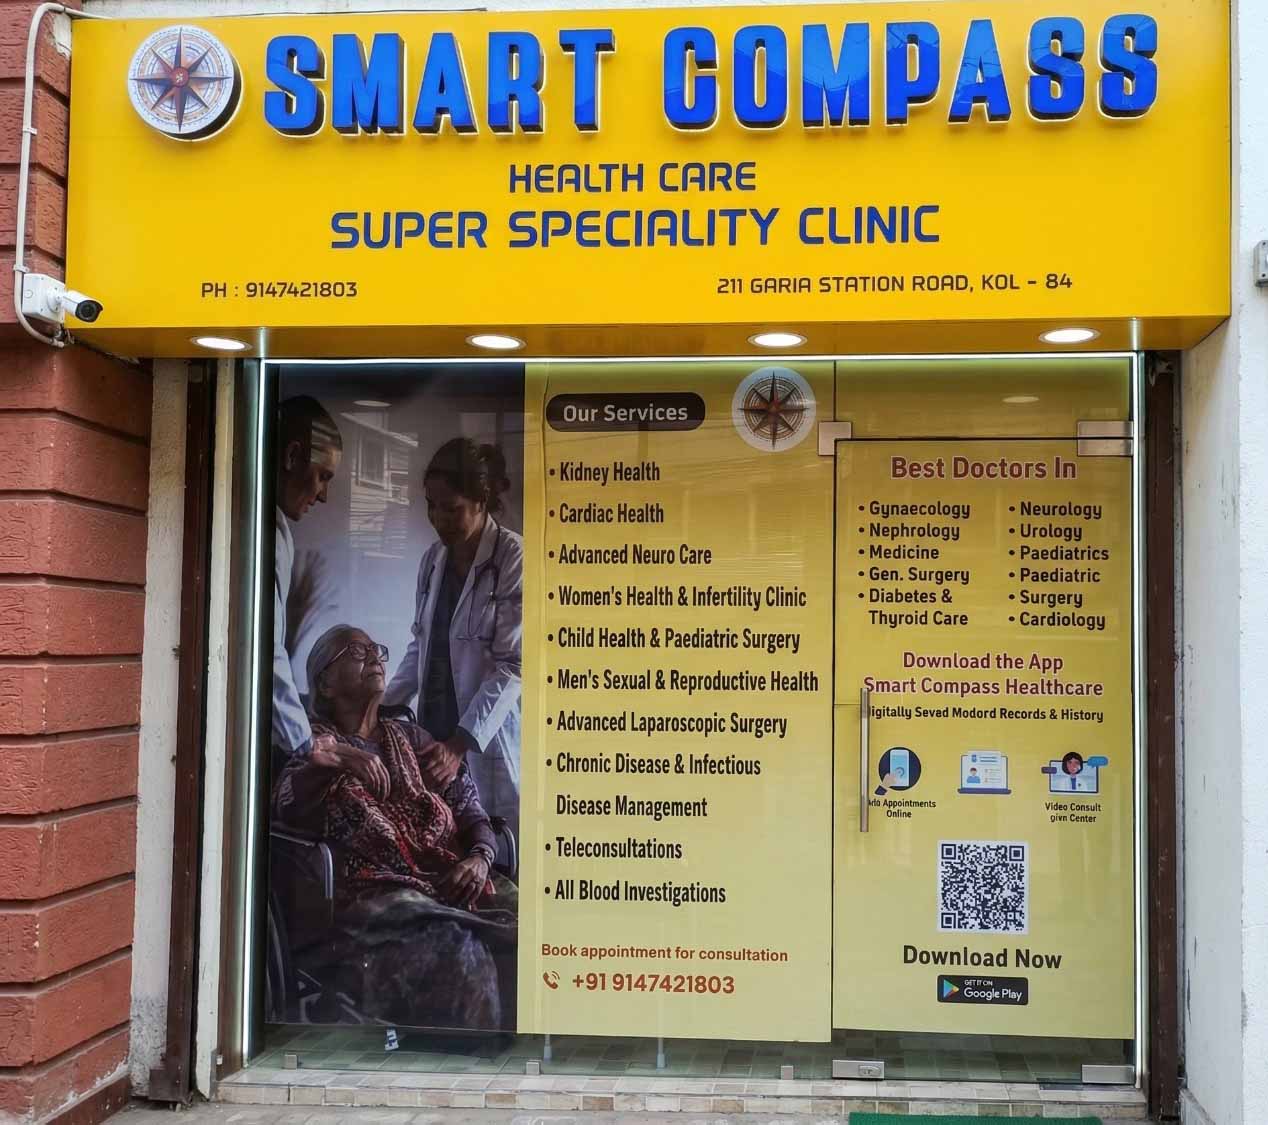 SMART COMPASS
HEALTH CARE
SUPER SPECIALITY CLINIC
PH : 9147421803
211 GARIA STATION ROAD, KOL - 84
Our Services
• Kidney Health
• Cardiac Health
• Advanced Neuro Care
• Women's Health & Infertility Clinic
• Child Health & Paediatric Surgery
• Men's Sexual & Reproductive Health
• Advanced Laparoscopic Surgery
• Chronic Disease & Infectious
Disease Management
• Teleconsultations
• All Blood Investigations
Book appointment for consultation
+91 9147421803
Best Doctors In
• Gynaecology
• Nephrology
• Medicine
• Gen. Surgery
• Diabetes &
Thyroid Care
• Neurology
• Urology
• Paediatrics
• Paediatric
• Surgery
• Cardiology
Download the App
Smart Compass Healthcare
igitally Seved Modord Records & History
Appointments
Online
Video Consult
givn Center
Download Now
GET IT ON
Google Play